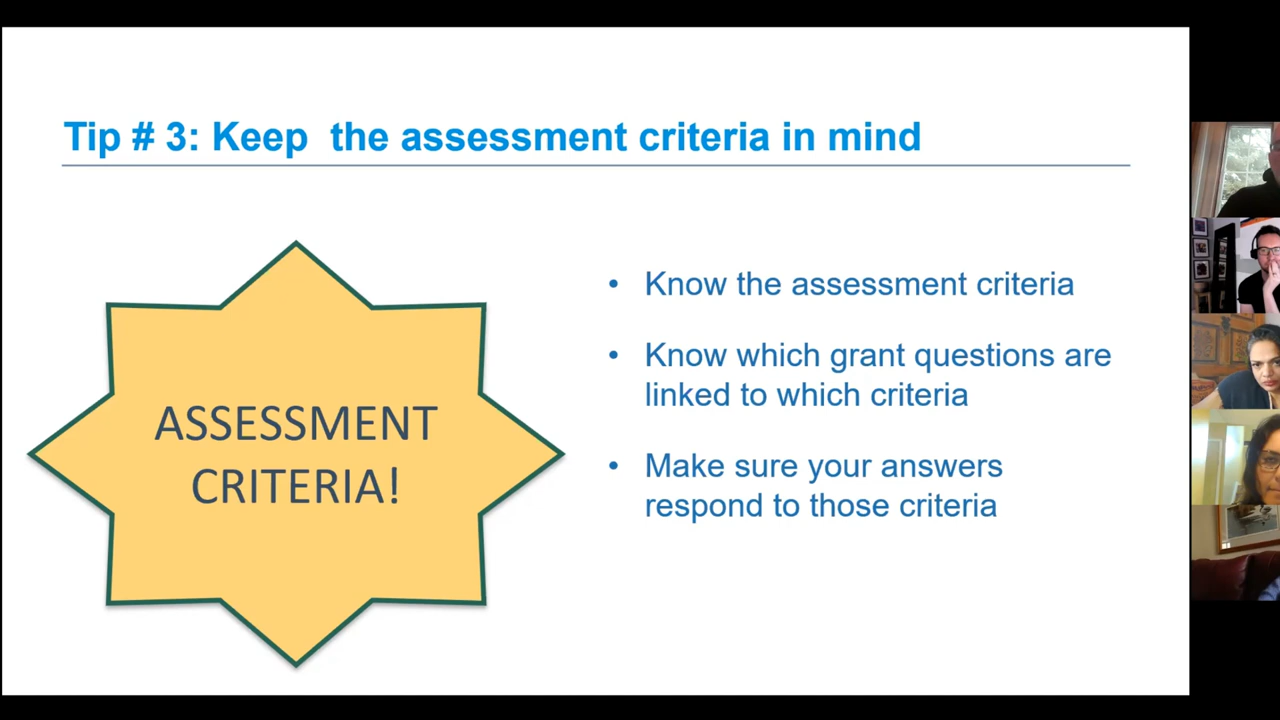 Tip # 3: Keep  the assessment criteria in mind
ASSESSMENT
CRITERIA!
• Know the assessment criteria
• Know which grant questions are
linked to which criteria
• Make sure your answers
respond to those criteria